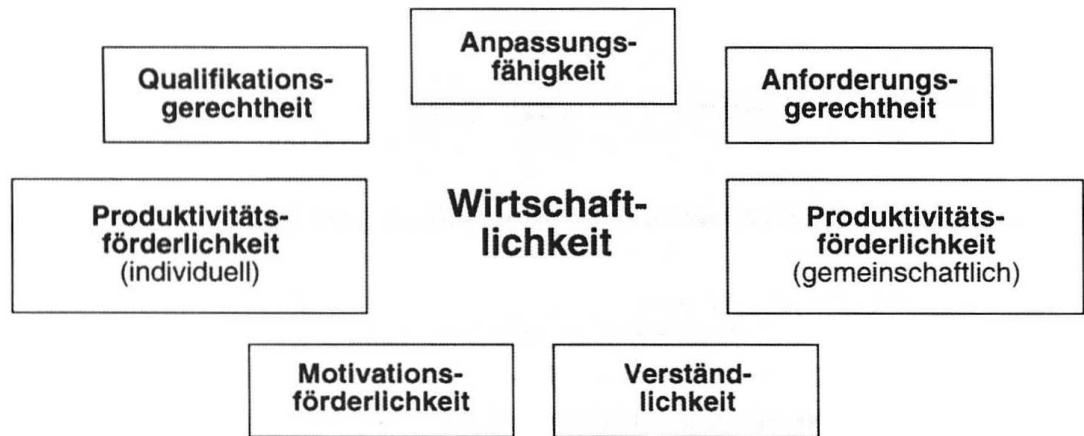 Anpassungs-
fähigkeit
Qualifikations-
gerechtheit
Anforderungs-
gerechtheit
Produktivitäts-
förderlichkeit
(individuell)
Wirtschaft-
lichkeit
Produktivitäts-
förderlichkeit
(gemeinschaftlich)
Motivations-
förderlichkeit
Verständ-
lichkeit